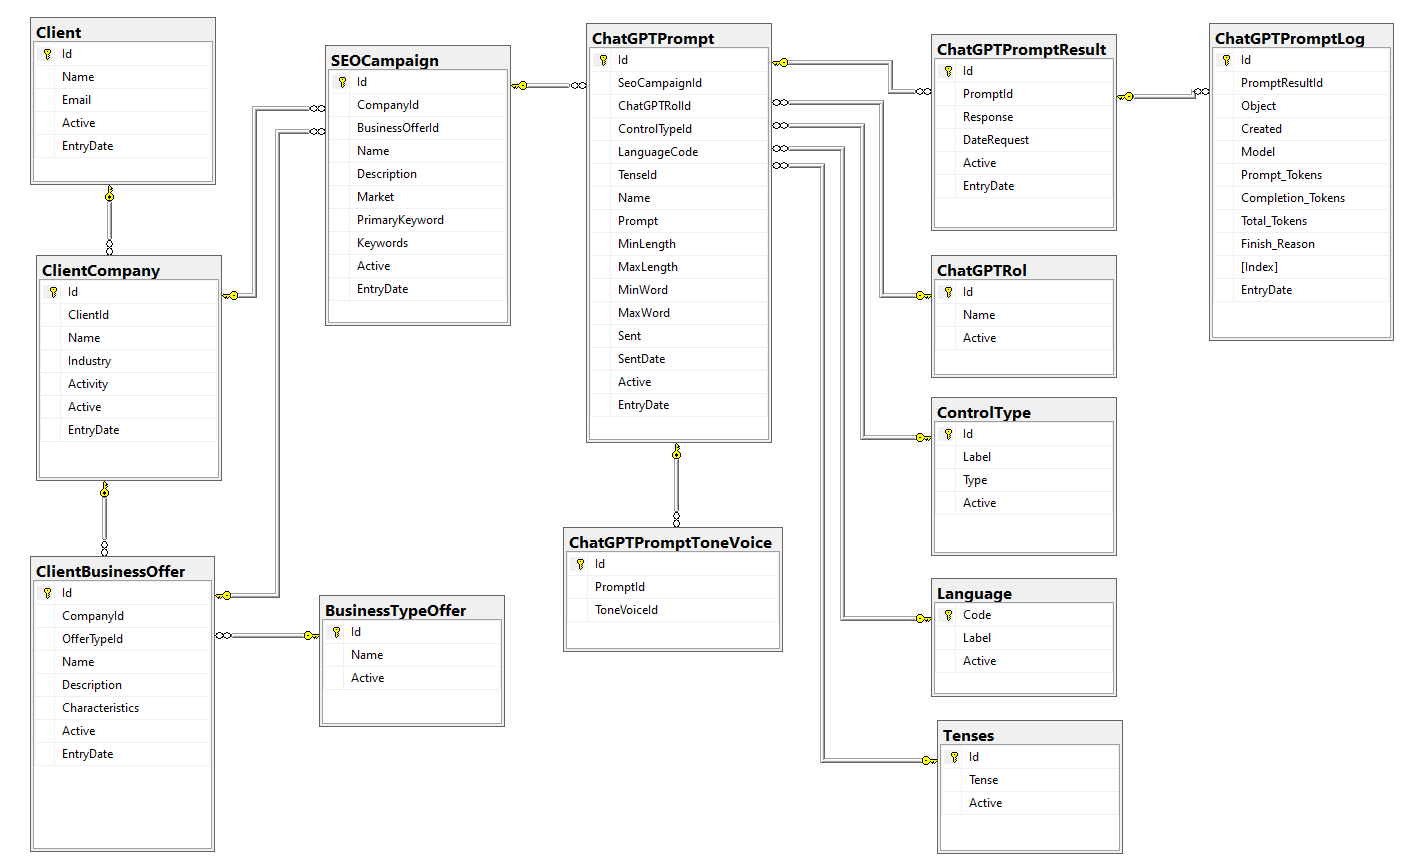 Client
Id
Name
Email
Active
EntryDate
ClientCompany
Id
ClientId
Name
Industry
Activity
Active
EntryDate
ClientBusinessOffer
Id
CompanyId
OfferTypeId
Name
Description
Characteristics
Active
EntryDate
SEOCampaign
Id
CompanyId
BusinessOfferId
Name
Description
Market
PrimaryKeyword
Keywords
Active
EntryDate
BusinessTypeOffer
Id
Name
Active
ChatGPTPrompt
Id
SeoCampaignId
ChatGPTRolId
ControlTypeId
LanguageCode
TenseId
Name
Prompt
MinLength
MaxLength
MinWord
MaxWord
Sent
SentDate
Active
EntryDate
ChatGPTPromptToneVoice
Id
PromptId
ToneVoiceId
ChatGPTPromptResult
Id
PromptId
Response
DateRequest
Active
EntryDate
ChatGPTRol
Id
Name
Active
ControlType
Id
Label
Type
Active
Language
Code
Label
Active
Tenses
Id
Tense
Active
ChatGPTPromptLog
Id
PromptResultId
Object
Created
Model
Prompt_Tokens
Completion_Tokens
Total_Tokens
Finish_Reason
[Index]
EntryDate